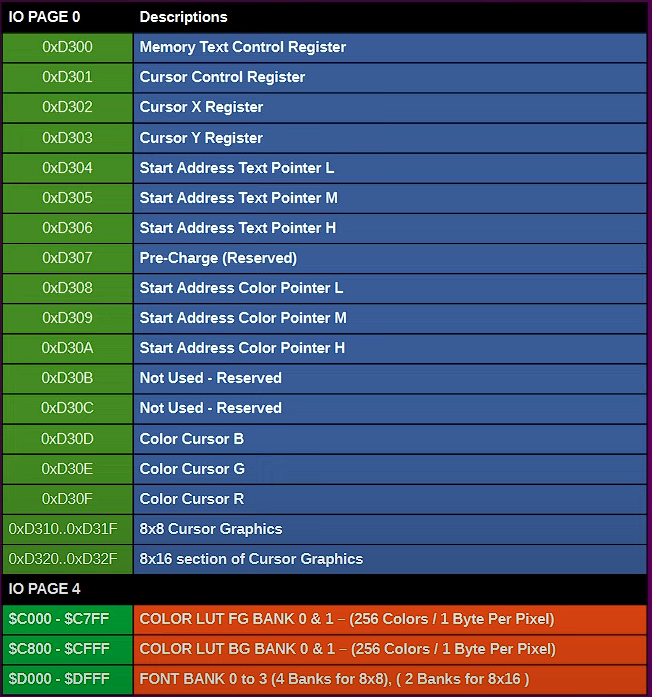 IO PAGE 0 Descriptions
0xD300 Memory Text Control Register
0xD301 Cursor Control Register
0xD302 Cursor X Register
0xD303 Cursor Y Register
0xD304 Start Address Text Pointer L
0xD305 Start Address Text Pointer M
0xD306 Start Address Text Pointer H
0xD307 Pre-Charge (Reserved)
0xD308 Start Address Color Pointer L
0xD309 Start Address Color Pointer M
0xD30A Start Address Color Pointer H
0xD30B Not Used - Reserved
0xD30C Not Used - Reserved
0xD30D Color Cursor B
0xD30E Color Cursor G
0xD30F Color Cursor R
0xD310..0xD31F 8x8 Cursor Graphics
0xD320..0xD32F 8x16 section of Cursor Graphics
IO PAGE 4
$C000 - $C7FF COLOR LUT FG BANK 0 & 1 – (256 Colors / 1 Byte Per Pixel)
$C800 - $CFFF COLOR LUT BG BANK 0 & 1 – (256 Colors / 1 Byte Per Pixel)
$D000 - $DFFF FONT BANK 0 to 3 (4 Banks for 8x8), ( 2 Banks for 8x16 )